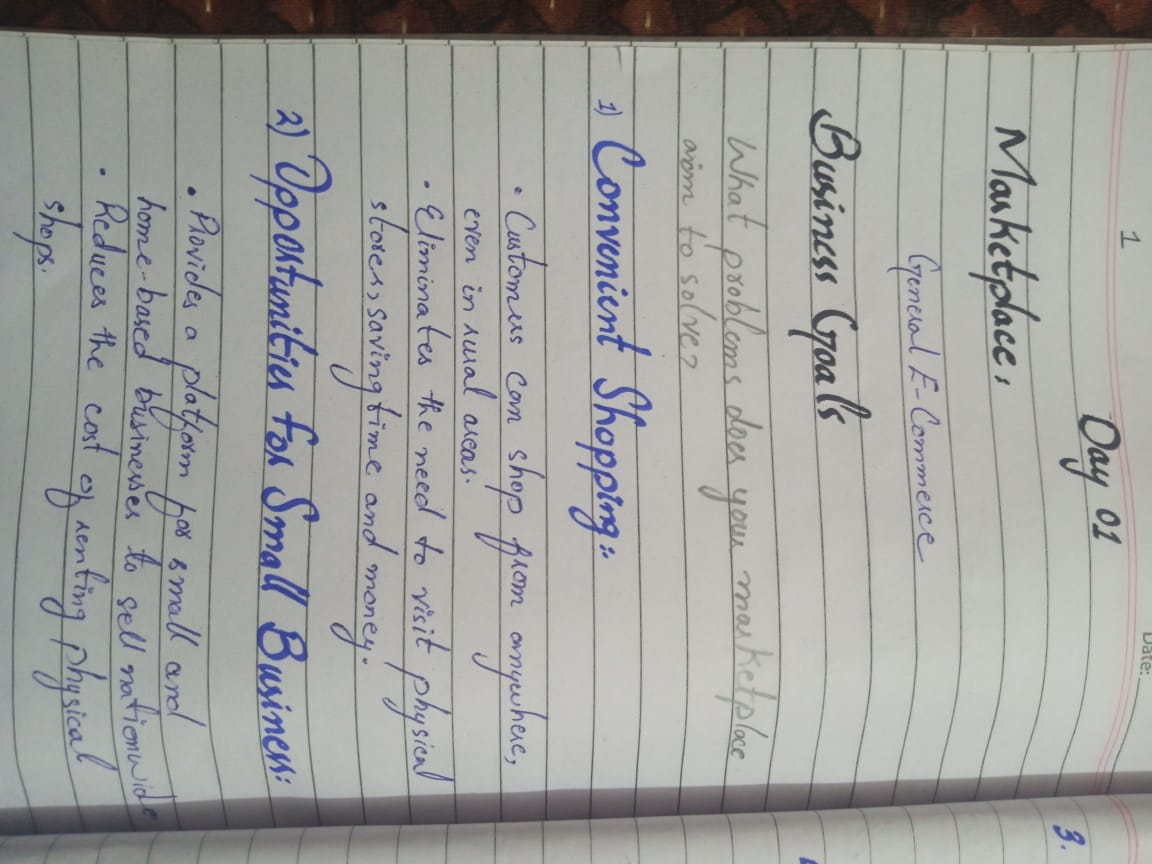 1
Date:
Day 01
Marketplace:
General E-Commerce
Business Goals
What problems does your marketplace
aim to solve?
1) Convenient Shopping:
• Customers can shop from anywhere,
even in rural areas.
• Eliminates the need to visit physical
stores, saving time and money.
2) Opportunities for Small Business:
• Provides a platform for small and
home-based businesses to sell nationwide
• Reduces the cost of renting physical
shops.
3.